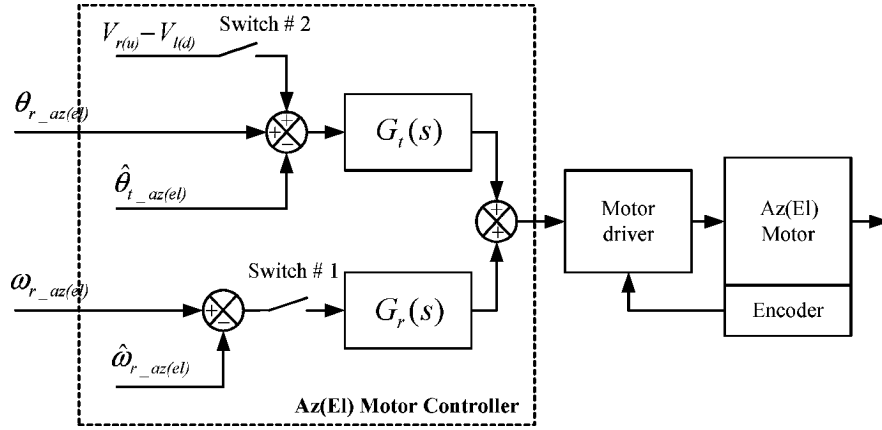 Switch # 2
V_{r(u)} − V_{l(d)}
θ_{r_az(el)}
+
+
−
G_t(s)
θ̂_{t_az(el)}
+
+
Motor
driver
Az(El)
Motor
Encoder
Switch # 1
ω_{r_az(el)}
+
−
G_r(s)
ω̂_{r_az(el)}
Az(El) Motor Controller